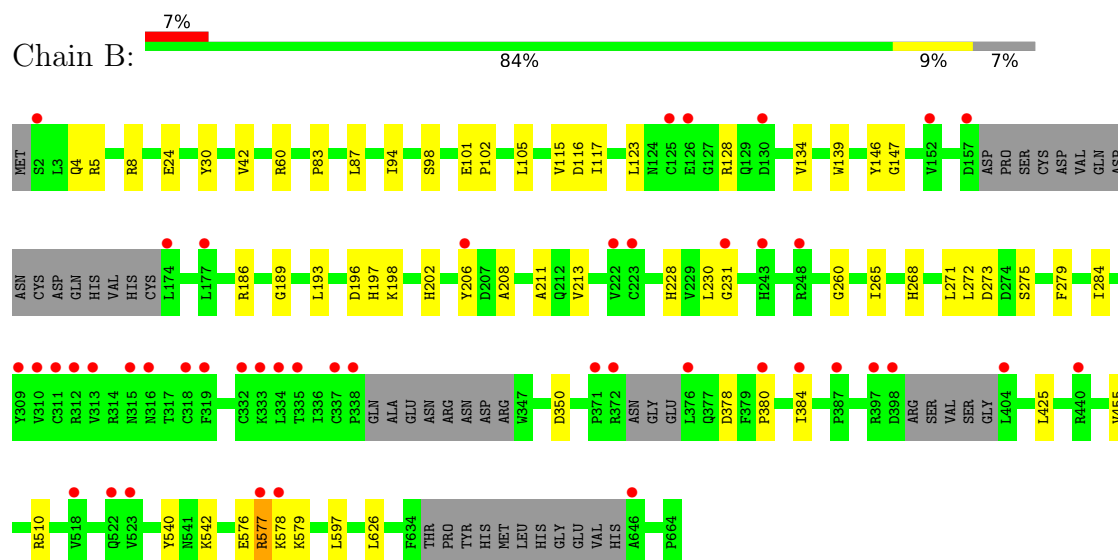 7%
Chain B:
84% 9% 7%
MET S2 L3 Q4 R5 R8 E24 Y30 V42 R60 P83 L87 I94 S98 E101 P102 L105 V115 D116 I117 L123 N124 C125 E126 G127 R128 Q129 D130 V134 W139 Y146 G147 V152 D157 ASP PRO SER CYS ASP VAL GLN ASP
ASN CYS ASP GLN HIS VAL HIS CYS L174 L177 R186 G189 L193 D196 H197 K198 H202 Y206 D207 A208 A211 Q212 V213 V222 C223 H228 V229 L230 G231 H243 R248 G260 I265 H268 L271 L272 D273 D274 S275 F279 I284
Y309 V310 C311 R312 V313 R314 N315 N316 T317 C318 F319 C332 K333 L334 T335 I336 C337 P338 GLN ALA GLU ASN ARG ASN ASP ARG W347 D350 P371 R372 ASN GLY GLU L376 Q377 D378 F379 P380 I384 P387 R397 D398 ARG SER VAL SER GLY L404 L425 R440 V455
R510 V518 Q522 V523 Y540 N541 K542 E576 R577 K578 K579 L597 L626 F634 THR PRO TYR HIS MET LEU HIS GLY GLU VAL HIS A646 P664